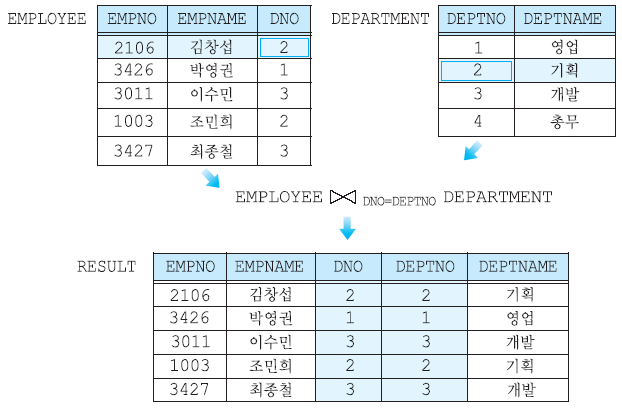 EMPLOYEE EMPNO EMPNAME DNO DEPARTMENT DEPTNO DEPTNAME
2106 김창섭 2 1 영업
3426 박영권 1 2 기획
3011 이수민 3 3 개발
1003 조민희 2 4 총무
3427 최종철 3
EMPLOYEE ⋈ DNO=DEPTNO DEPARTMENT
RESULT EMPNO EMPNAME DNO DEPTNO DEPTNAME
2106 김창섭 2 2 기획
3426 박영권 1 1 영업
3011 이수민 3 3 개발
1003 조민희 2 2 기획
3427 최종철 3 3 개발